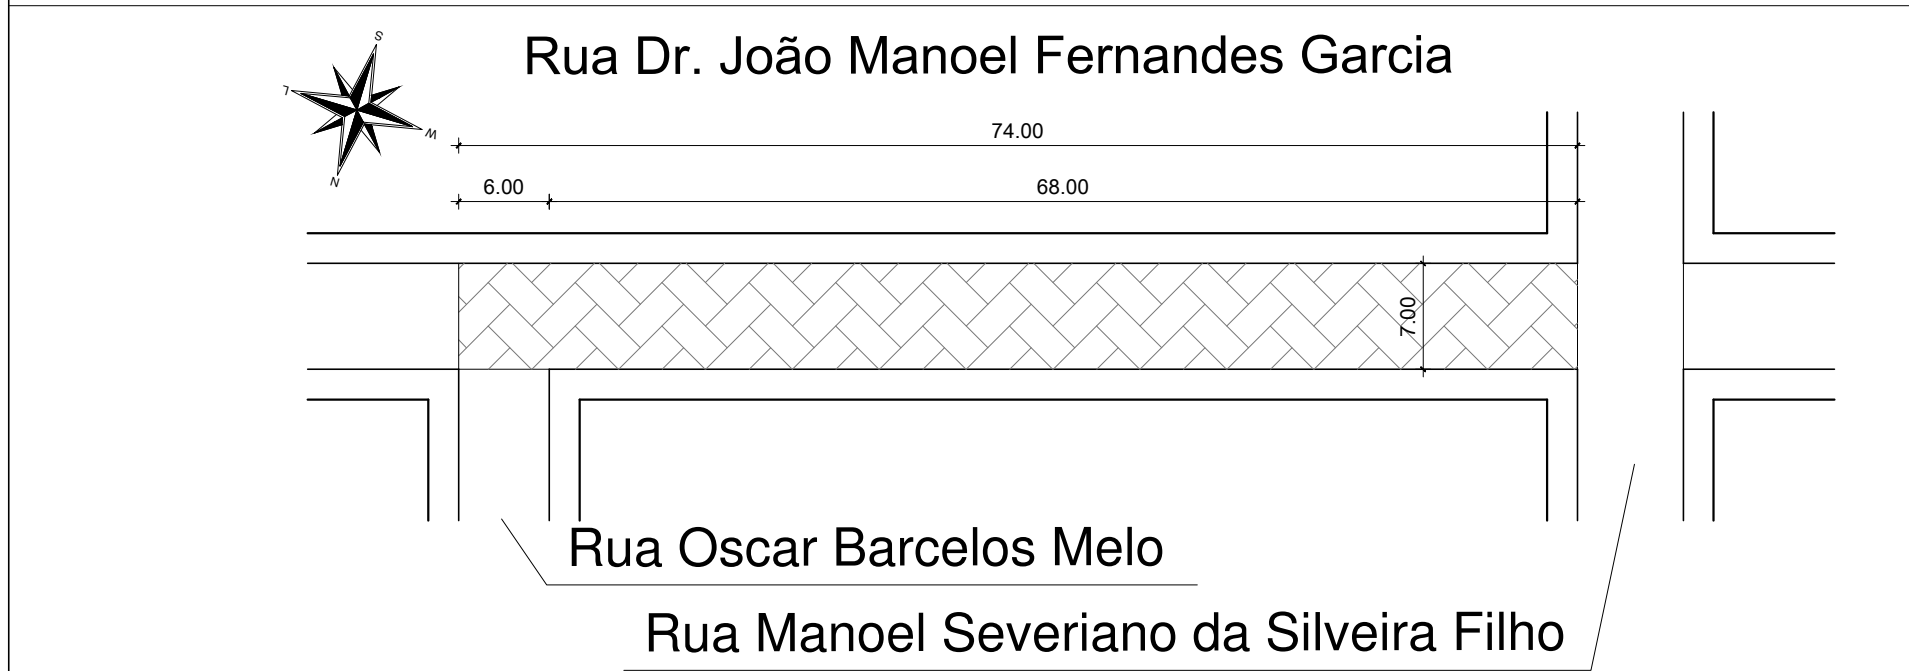 Rua Dr. João Manoel Fernandes Garcia
S
L
W
N
74.00
6.00
68.00
7.00
Rua Oscar Barcelos Melo
Rua Manoel Severiano da Silveira Filho